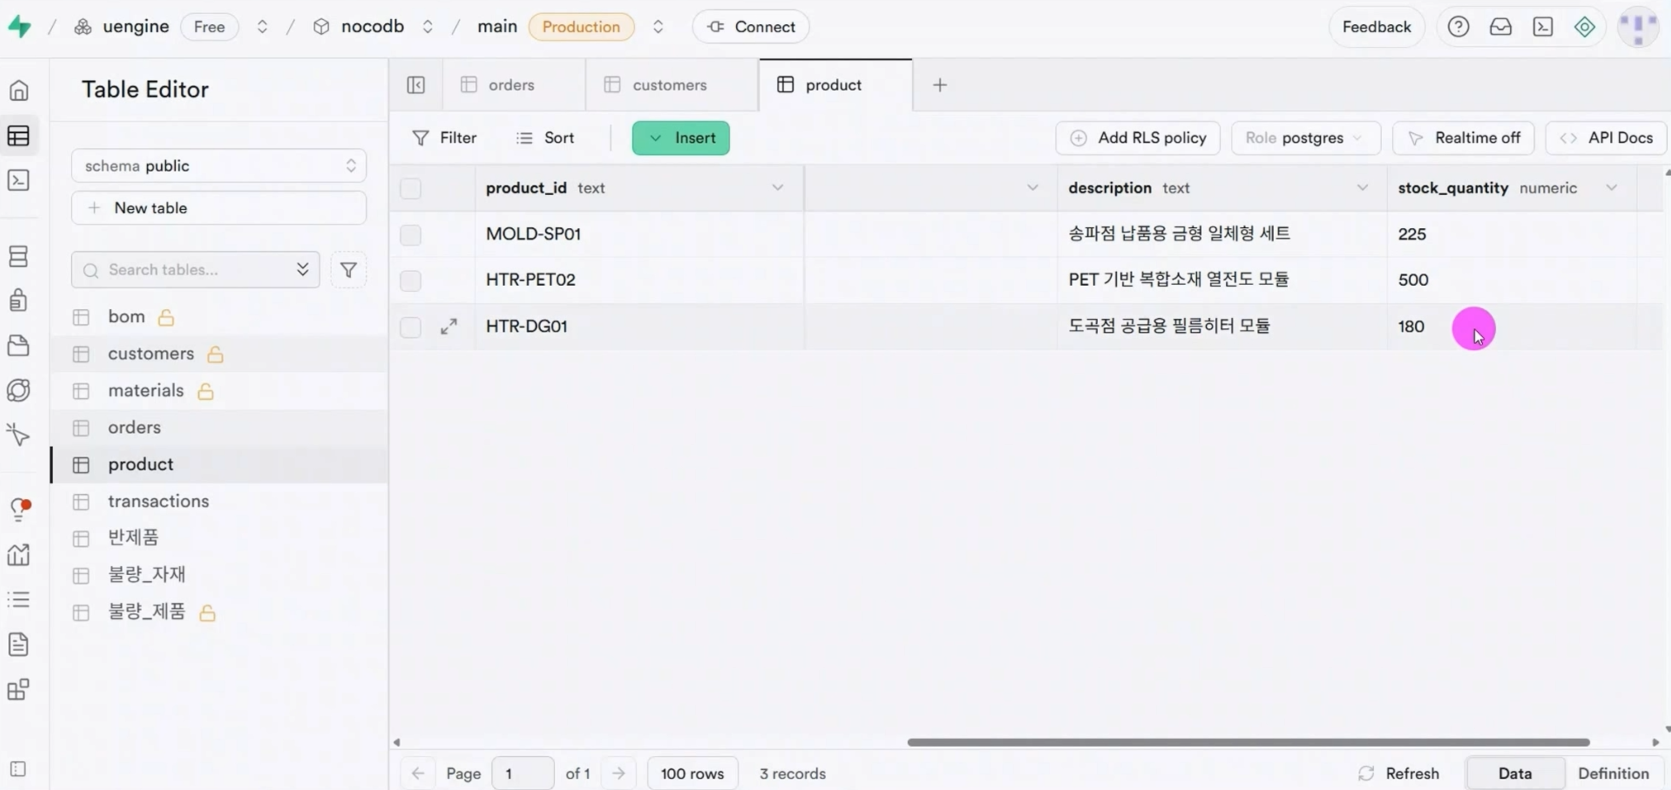 / uengine Free / nocodb / main Production Connect Feedback
Table Editor
orders customers product
Filter Sort Insert Add RLS policy Role postgres Realtime off API Docs
schema public
New table
Search tables...
bom
customers
materials
orders
product
transactions
반제품
불량_자재
불량_제품
product_id text description text stock_quantity numeric
MOLD-SP01 송파점 납품용 금형 일체형 세트 225
HTR-PET02 PET 기반 복합소재 열전도 모듈 500
HTR-DG01 도곡점 공급용 필름히터 모듈 180
Page 1 of 1 100 rows 3 records Refresh Data Definition